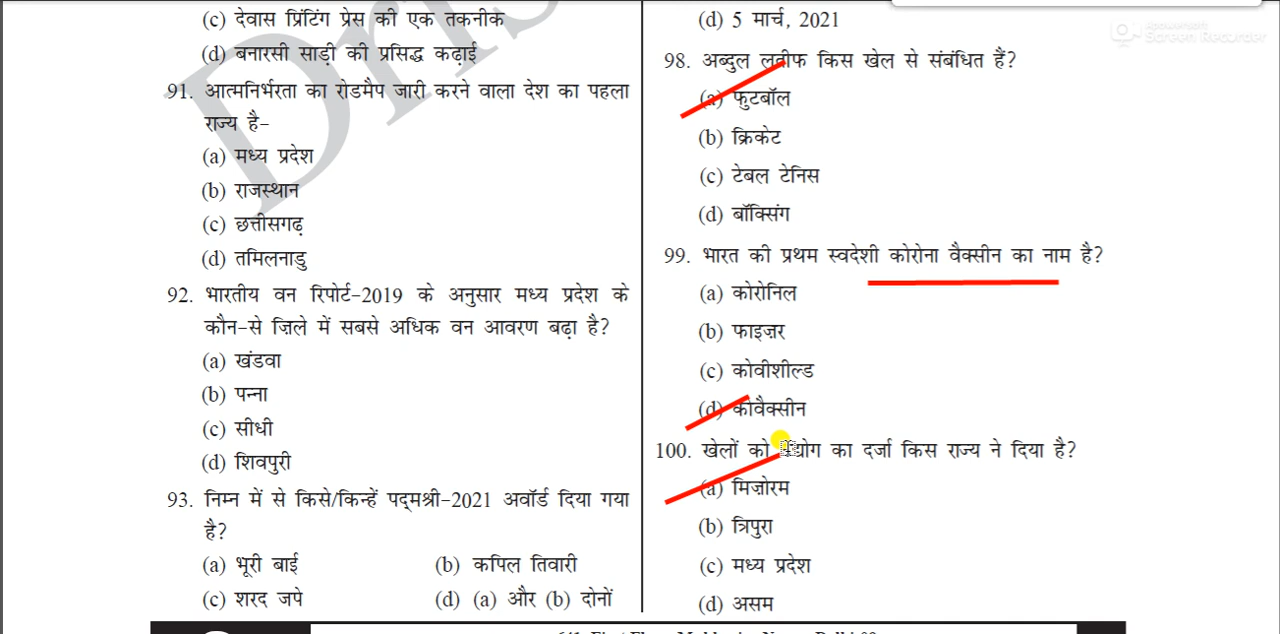 (c) देवास प्रिंटिंग प्रेस की एक तकनीक
(d) बनारसी साड़ी की प्रसिद्ध कढ़ाई
91. आत्मनिर्भरता का रोडमैप जारी करने वाला देश का पहला
राज्य है-
(a) मध्य प्रदेश
(b) राजस्थान
(c) छत्तीसगढ़
(d) तमिलनाडु
92. भारतीय वन रिपोर्ट-2019 के अनुसार मध्य प्रदेश के
कौन-से ज़िले में सबसे अधिक वन आवरण बढ़ा है?
(a) खंडवा
(b) पन्ना
(c) सीधी
(d) शिवपुरी
93. निम्न में से किसे/किन्हें पद्मश्री-2021 अवॉर्ड दिया गया
है?
(a) भूरी बाई (b) कपिल तिवारी
(c) शरद जपे (d) (a) और (b) दोनों
(d) 5 मार्च, 2021
98. अब्दुल लतीफ किस खेल से संबंधित हैं?
(a) फुटबॉल
(b) क्रिकेट
(c) टेबल टेनिस
(d) बॉक्सिंग
99. भारत की प्रथम स्वदेशी कोरोना वैक्सीन का नाम है?
(a) कोरोनिल
(b) फाइज़र
(c) कोवीशील्ड
(d) कोवैक्सीन
100. खेलों को का दर्जा किस राज्य ने दिया है?
(a) मिज़ोरम
(b) त्रिपुरा
(c) मध्य प्रदेश
(d) असम
Apowersoft
Screen Recorder